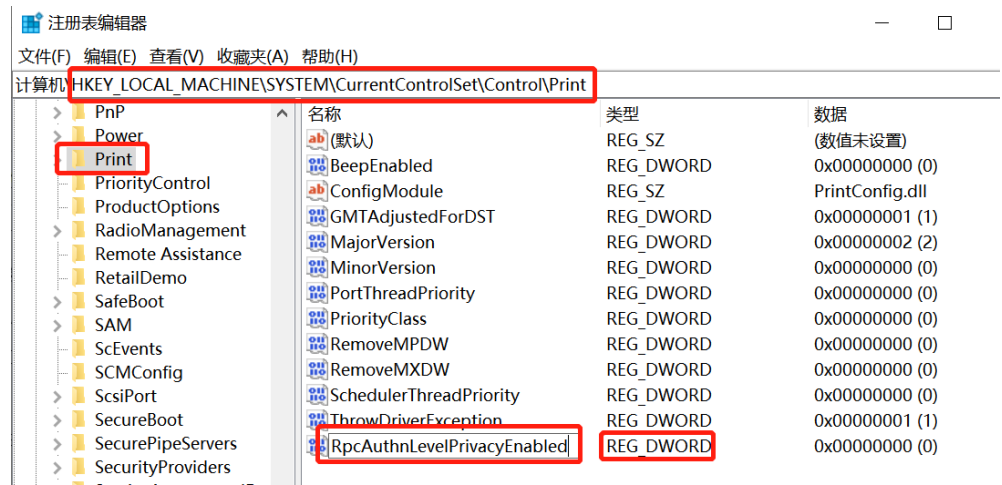 注册表编辑器
文件(F) 编辑(E) 查看(V) 收藏夹(A) 帮助(H)
计算机\HKEY_LOCAL_MACHINE\SYSTEM\CurrentControlSet\Control\Print
PnP
Power
Print
PriorityControl
ProductOptions
RadioManagement
Remote Assistance
RetailDemo
SafeBoot
SAM
ScEvents
SCMConfig
ScsiPort
SecureBoot
SecurePipeServers
SecurityProviders
名称 类型 数据
(默认) REG_SZ (数值未设置)
BeepEnabled REG_DWORD 0x00000000 (0)
ConfigModule REG_SZ PrintConfig.dll
GMTAdjustedForDST REG_DWORD 0x00000001 (1)
MajorVersion REG_DWORD 0x00000002 (2)
MinorVersion REG_DWORD 0x00000000 (0)
PortThreadPriority REG_DWORD 0x00000000 (0)
PriorityClass REG_DWORD 0x00000000 (0)
RemoveMPDW REG_DWORD 0x00000000 (0)
RemoveMXDW REG_DWORD 0x00000000 (0)
SchedulerThreadPriority REG_DWORD 0x00000000 (0)
ThrowDriverException REG_DWORD 0x00000001 (1)
RpcAuthnLevelPrivacyEnabled REG_DWORD 0x00000000 (0)